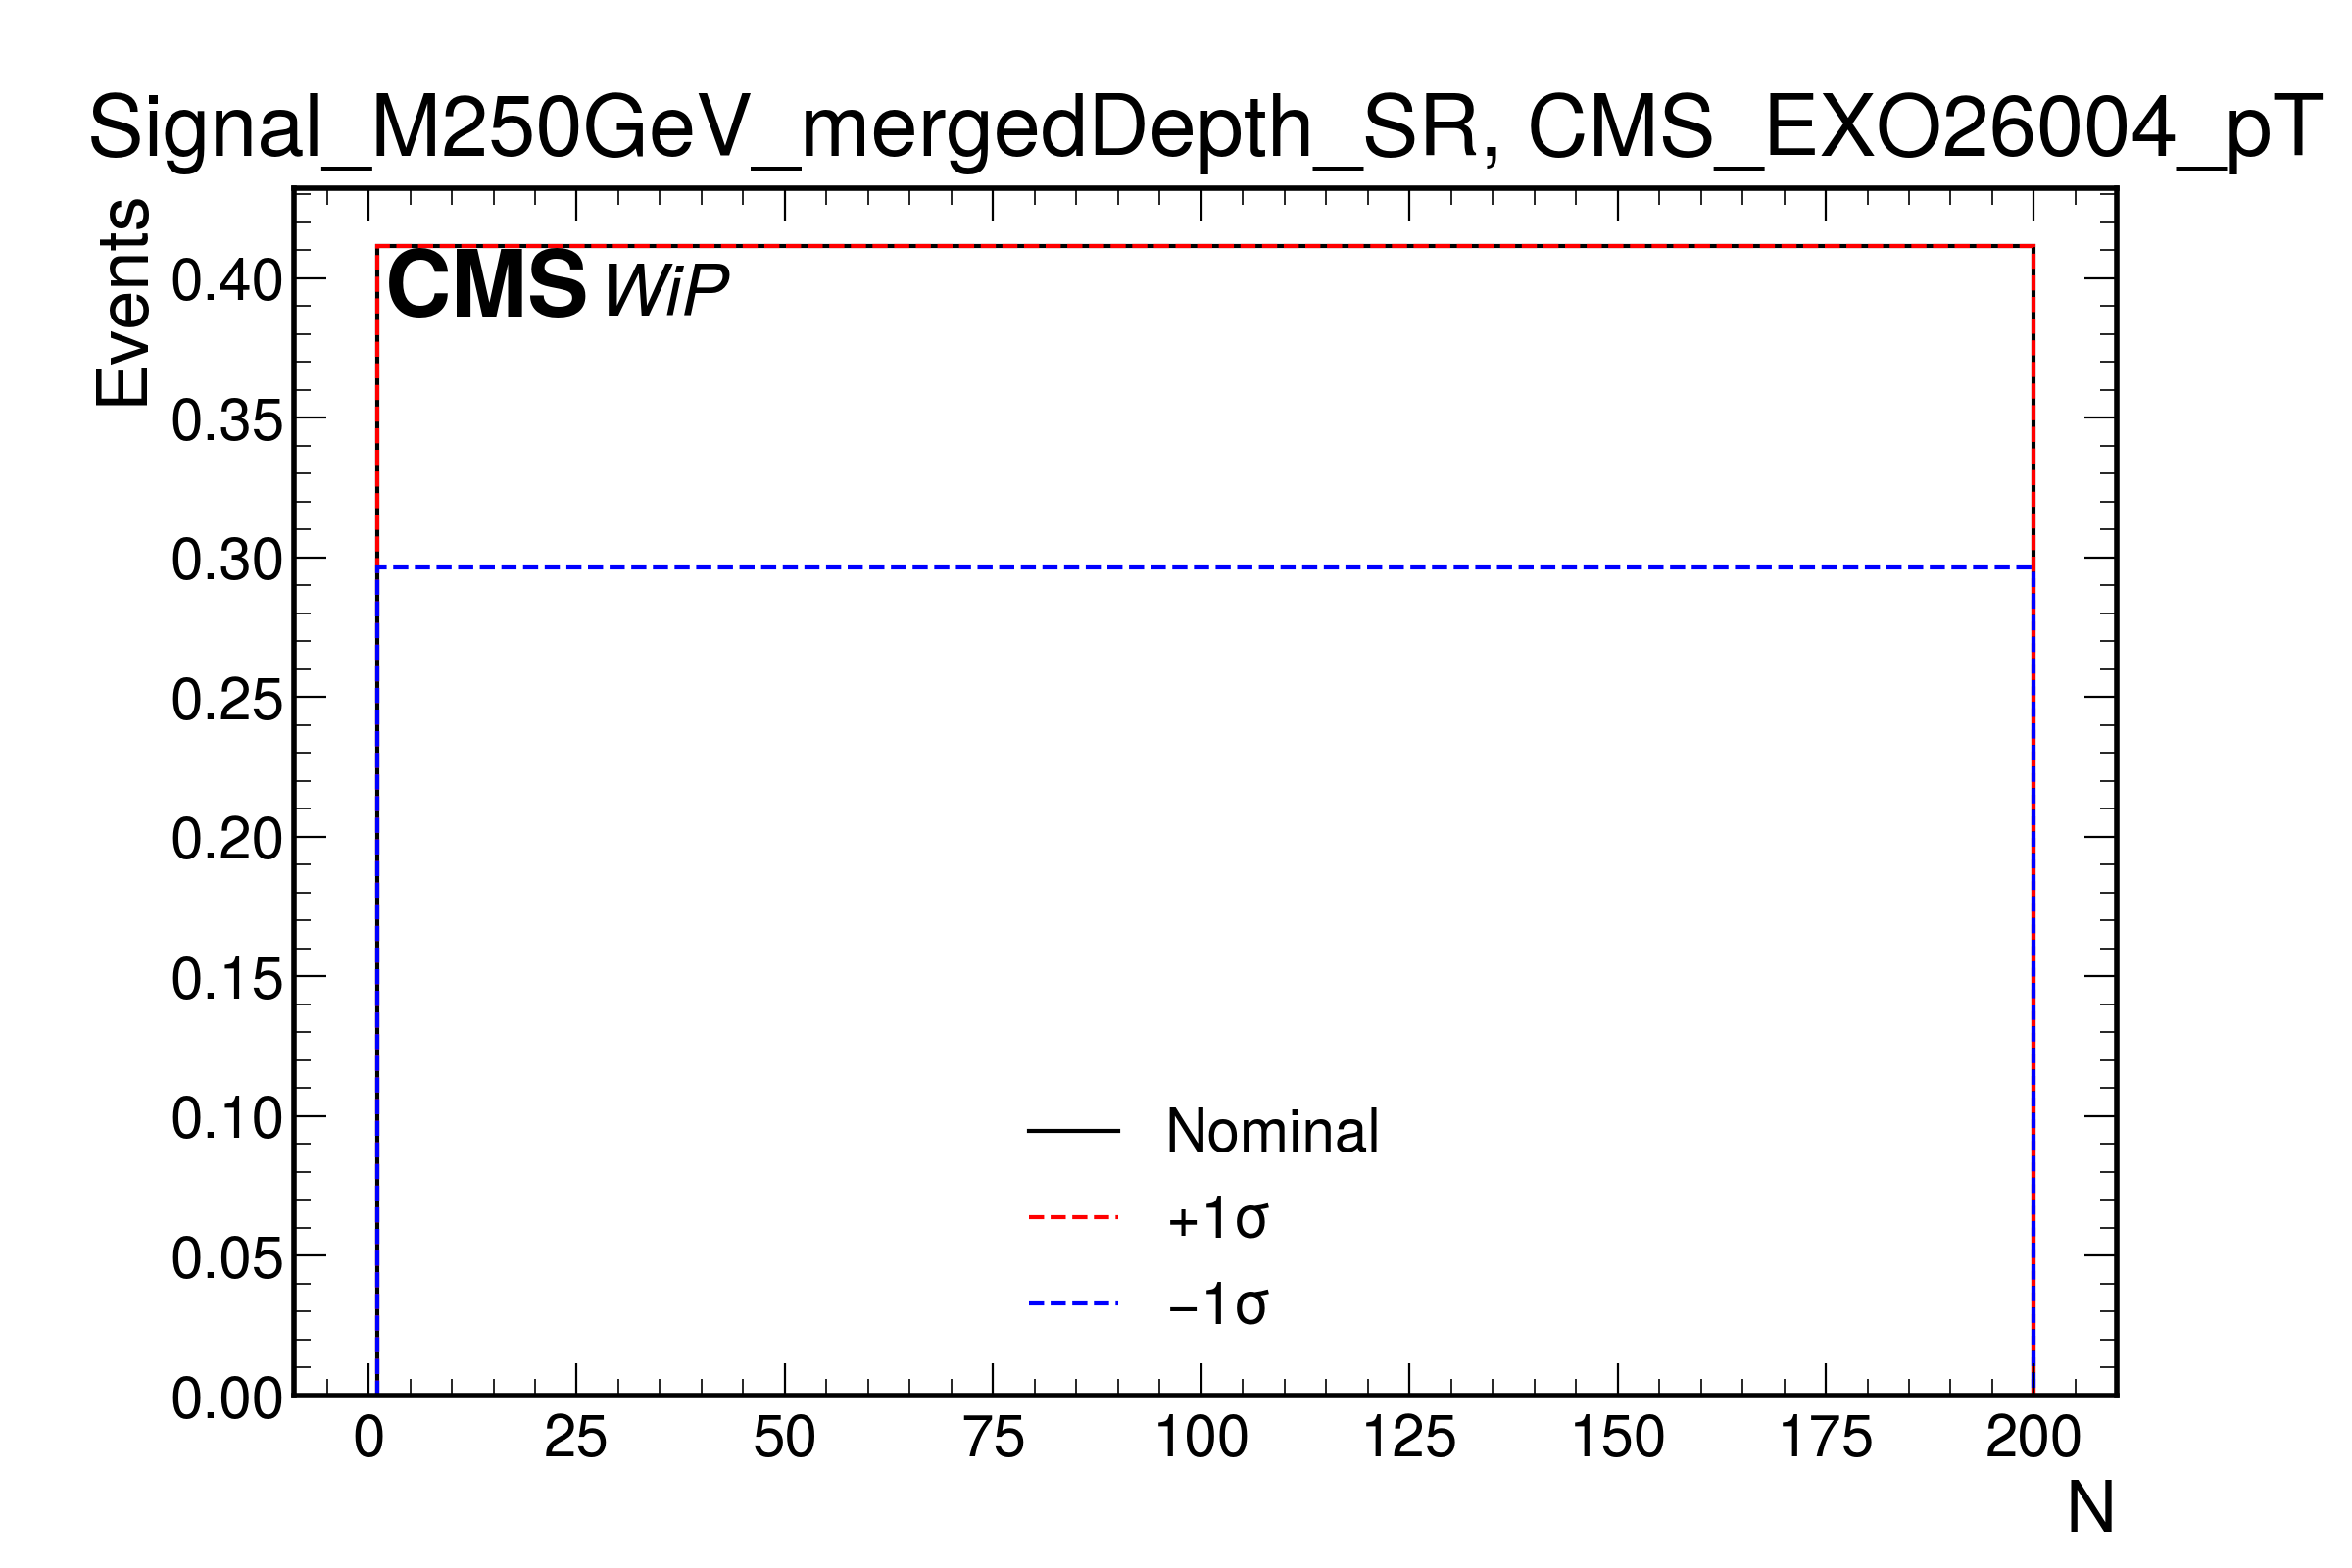 Signal_M250GeV_mergedDepth_SR, CMS_EXO26004_pT
Events
CMS WiP
0.40
0.35
0.30
0.25
0.20
0.15
0.10
0.05
0.00
Nominal
+1σ
−1σ
0 25 50 75 100 125 150 175 200
N